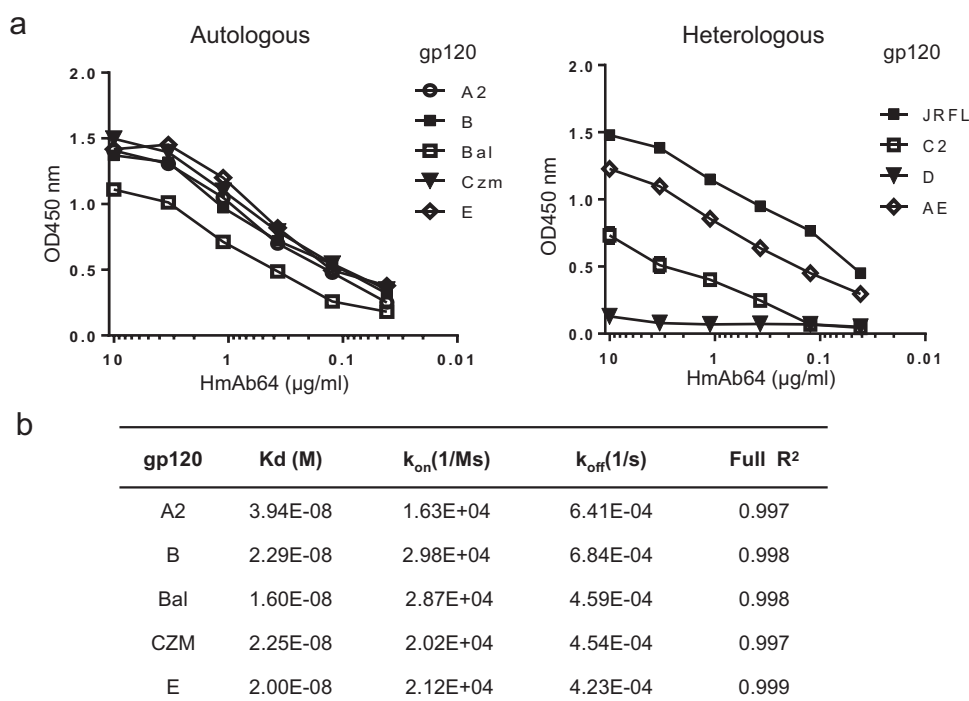 a
Autologous
gp120
A2
B
Bal
Czm
E
OD450 nm
2.0
1.5
1.0
0.5
0.0
10 1 0.1 0.01
HmAb64 (µg/ml)
Heterologous
gp120
JRFL
C2
D
AE
OD450 nm
2.0
1.5
1.0
0.5
0.0
10 1 0.1 0.01
HmAb64 (µg/ml)
b
gp120 Kd (M) kon(1/Ms) koff(1/s) Full R²
A2 3.94E-08 1.63E+04 6.41E-04 0.997
B 2.29E-08 2.98E+04 6.84E-04 0.998
Bal 1.60E-08 2.87E+04 4.59E-04 0.998
CZM 2.25E-08 2.02E+04 4.54E-04 0.997
E 2.00E-08 2.12E+04 4.23E-04 0.999